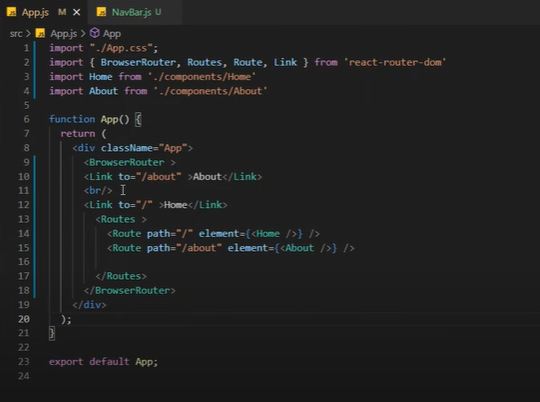 App.js M ×
NavBar.js U
src > App.js > App
1 import "./App.css";
2 import { BrowserRouter, Routes, Route, Link } from 'react-router-dom'
3 import Home from './components/Home'
4 import About from './components/About'
5
6 function App() {
7 return (
8 <div className="App">
9 <BrowserRouter >
10 <Link to="/about" >About</Link>
11 <br/>
12 <Link to="/" >Home</Link>
13 <Routes >
14 <Route path="/" element={<Home />} />
15 <Route path="/about" element={<About />} />
16
17 </Routes>
18 </BrowserRouter>
19 </div>
20 );
21 }
22
23 export default App;
24